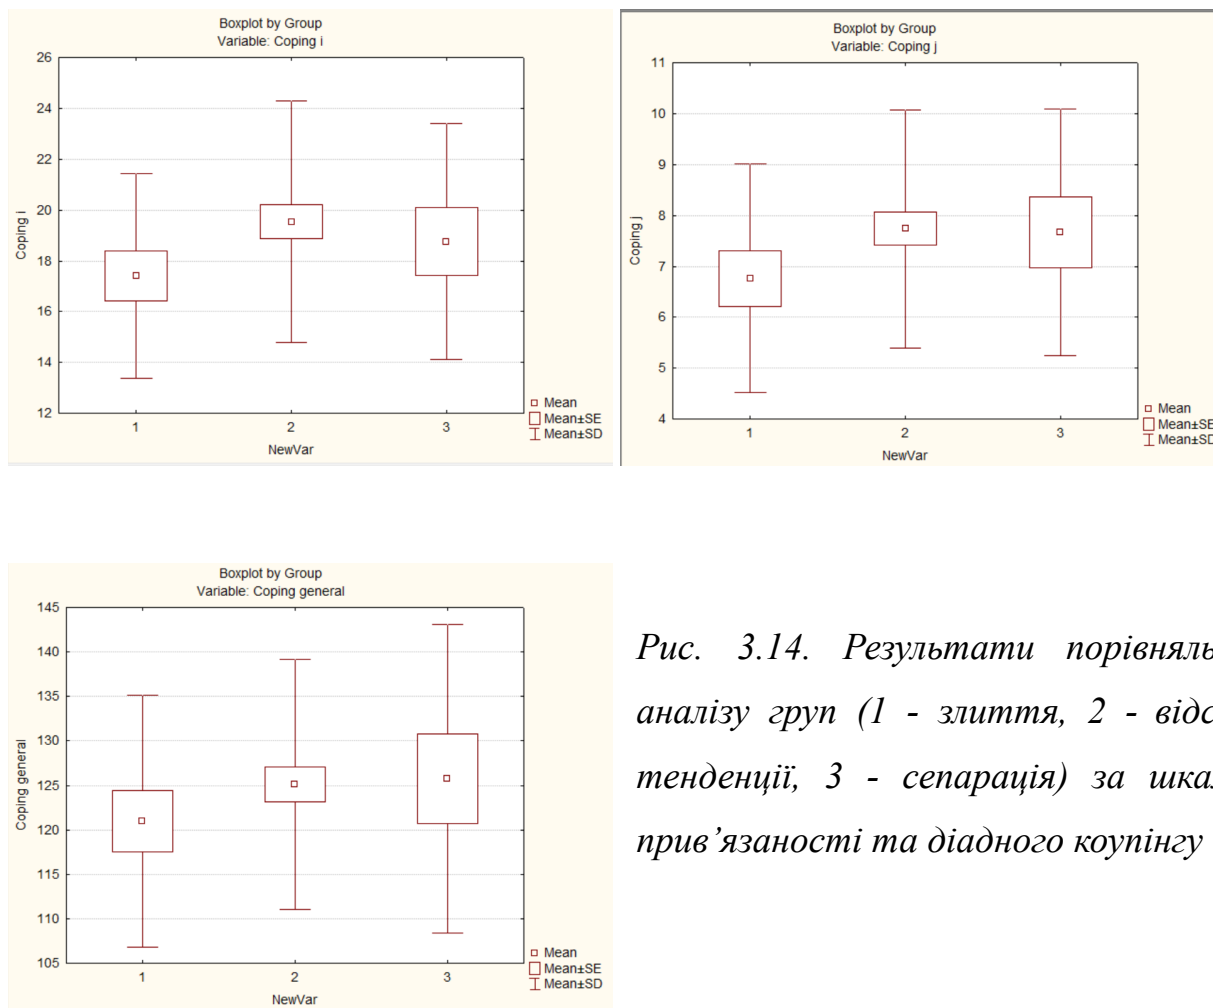 Boxplot by Group
Variable: Coping i
26
24
22
20
18
16
14
12
Coping i
1 2 3
NewVar
Mean
Mean±SE
Mean±SD
Boxplot by Group
Variable: Coping j
11
10
9
8
7
6
5
4
Coping j
1 2 3
NewVar
Mean
Mean±SE
Mean±SD
Boxplot by Group
Variable: Coping general
145
140
135
130
125
120
115
110
105
Coping general
1 2 3
NewVar
Mean
Mean±SE
Mean±SD
Рис. 3.14. Результати
аналізу груп (1 - злиття, 2 -
тенденції, 3 - сепарація) за
прив’язаності та діадного коупінгу